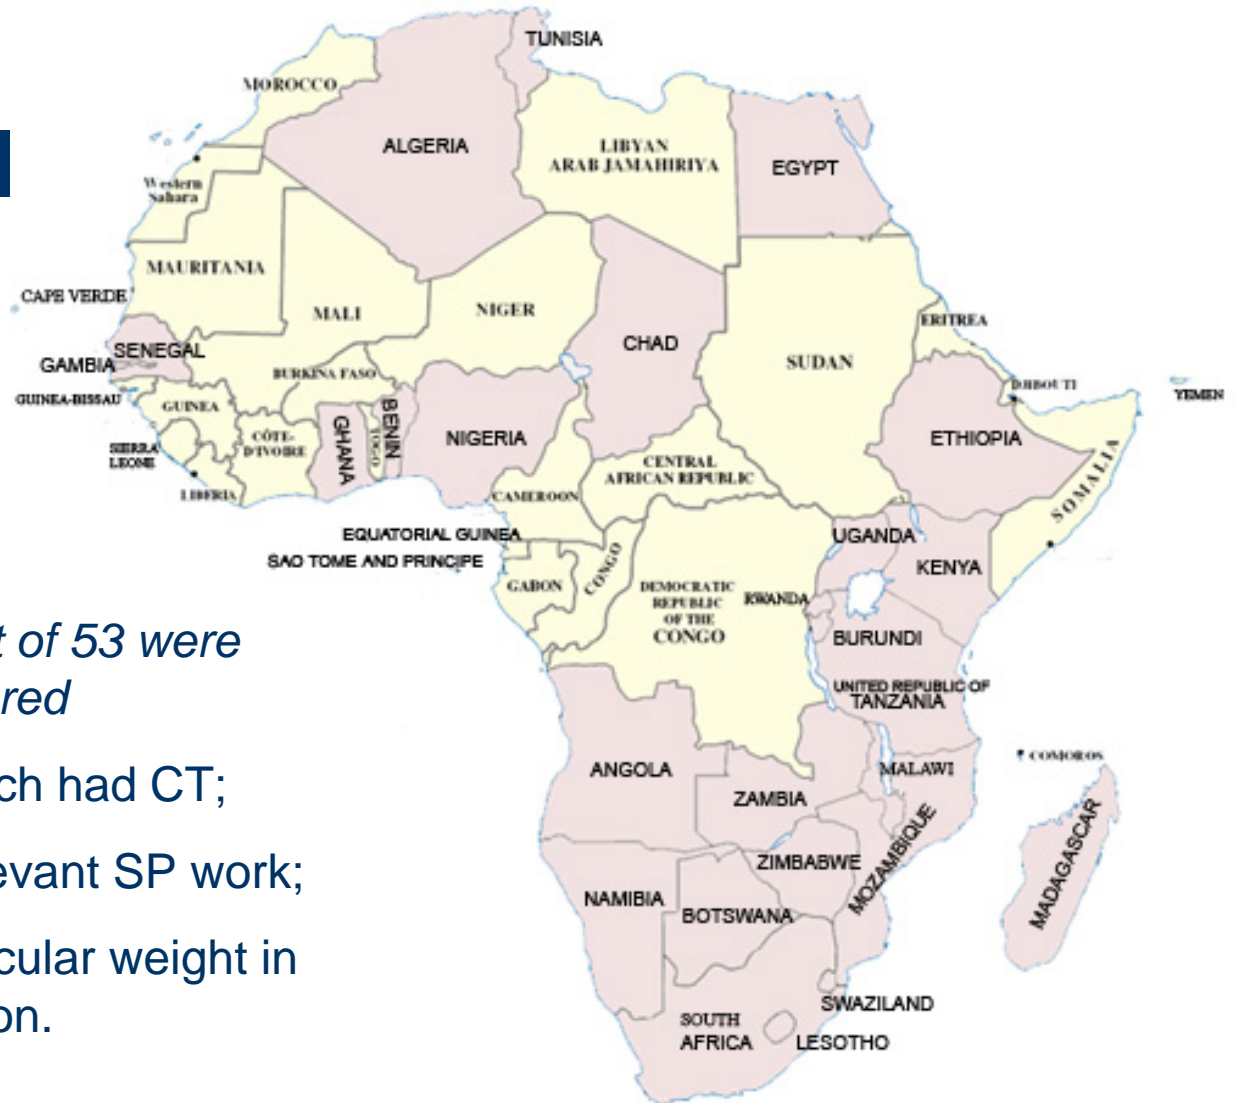 TUNISIA
MOROCCO
ALGERIA
LIBYAN
ARAB JAMAHIRIYA
EGYPT
Western
Sahara
MAURITANIA
CAPE VERDE
MALI
NIGER
CHAD
SUDAN
ERITREA
SENEGAL
GAMBIA
BURKINA FASO
DJIBOUTI
YEMEN
GUINEA-BISSAU
GUINEA
BENIN
GHANA
TOGO
NIGERIA
ETHIOPIA
CÔTE-
D'IVOIRE
SIERRA
LEONE
LIBERIA
CENTRAL
AFRICAN REPUBLIC
CAMEROON
SOMALIA
EQUATORIAL GUINEA
UGANDA
SAO TOME AND PRINCIPE
KENYA
GABON
CONGO
DEMOCRATIC
REPUBLIC
OF THE
CONGO
RWANDA
BURUNDI
t of 53 were
red
UNITED REPUBLIC OF
TANZANIA
COMOROS
ch had CT;
ANGOLA
MALAWI
ZAMBIA
MOZAMBIQUE
MADAGASCAR
evant SP work;
ZIMBABWE
NAMIBIA
BOTSWANA
cular weight in
on.
SWAZILAND
SOUTH
AFRICA
LESOTHO